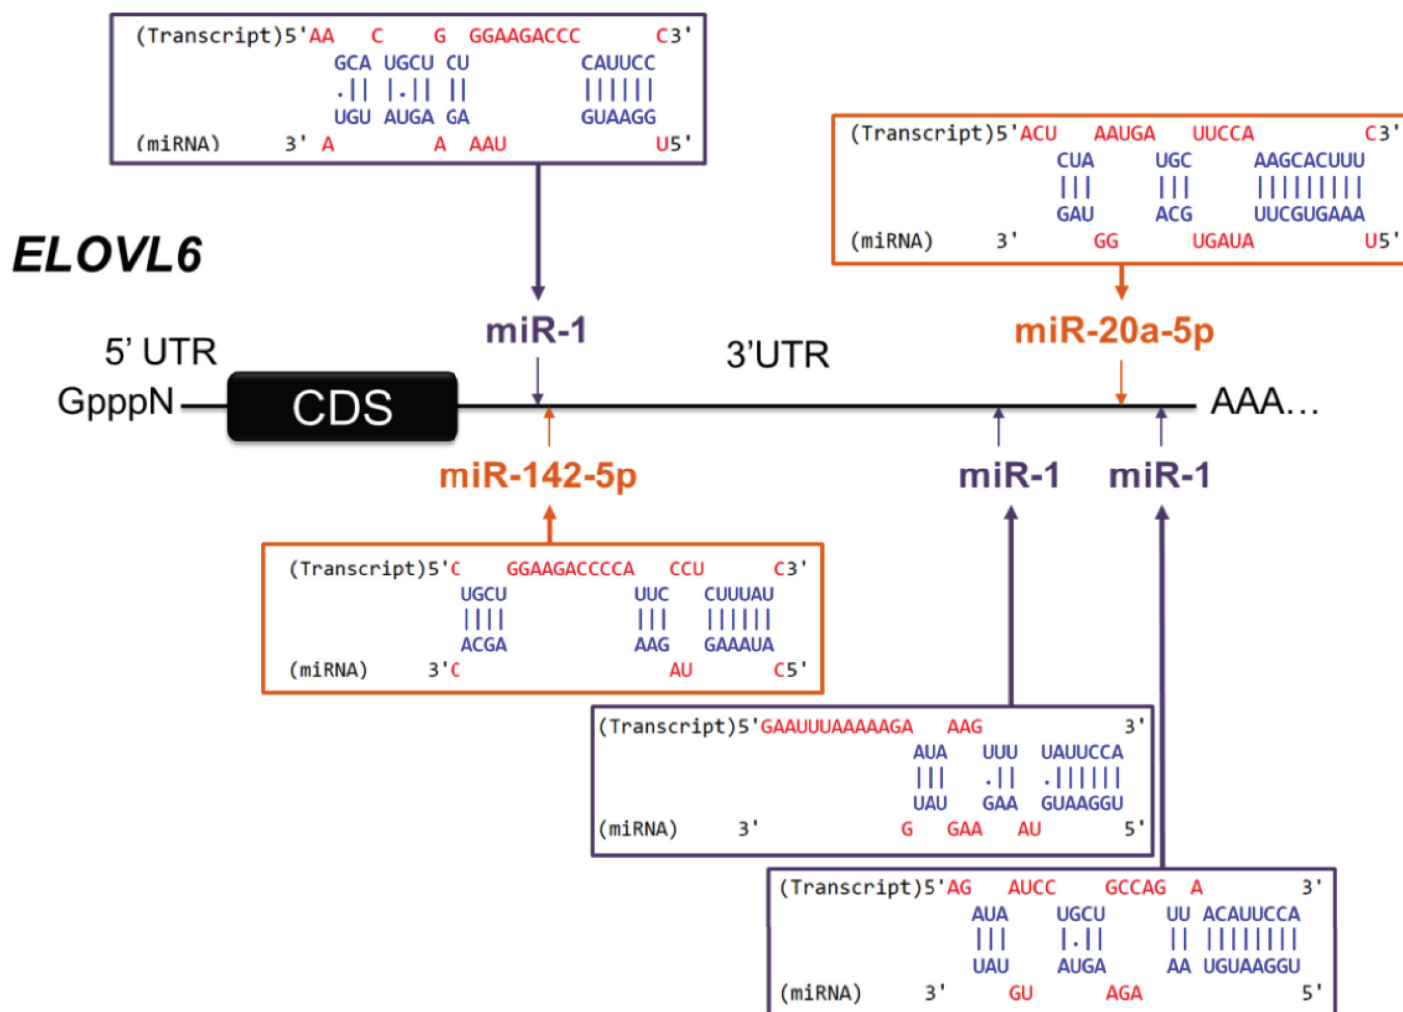 (Transcript)5'AA C G GGAAGACCC C3'
GCA UGCU CU CAUUCC
.|| |.|| || ||||||
UGU AUGA GA GUAAGG
(miRNA) 3' A A AAU U5'
(Transcript)5'ACU AAUGA UUCCA C3'
CUA UGC AAGCACUUU
||| ||| |||||||||
GAU ACG UUCGUGAAA
(miRNA) 3' GG UGAUA U5'
ELOVL6
miR-1
miR-20a-5p
5' UTR
3'UTR
GpppN
CDS
AAA...
miR-142-5p
miR-1
miR-1
(Transcript)5'C GGAAGACCCCA CCU C3'
UGCU UUC CUUUAU
|||| ||| ||||||
ACGA AAG GAAAUA
(miRNA) 3'C AU C5'
(Transcript)5'GAAUUUAAAAAGA AAG 3'
AUA UUU UAUUCCA
||| .|| .||||||
UAU GAA GUAAGGU
(miRNA) 3' G GAA AU 5'
(Transcript)5'AG AUCC GCCAG A 3'
AUA UGCU UU ACAUUCCA
||| |.|| || ||||||||
UAU AUGA AA UGUAAGGU
(miRNA) 3' GU AGA 5'